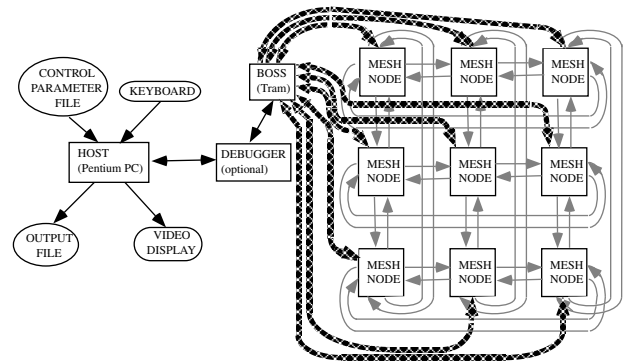 CONTROL
PARAMETER
FILE
KEYBOARD
HOST
(Pentium PC)
OUTPUT
FILE
VIDEO
DISPLAY
BOSS
(Tram)
DEBUGGER
(optional)
MESH
NODE
MESH
NODE
MESH
NODE
MESH
NODE
MESH
NODE
MESH
NODE
MESH
NODE
MESH
NODE
MESH
NODE